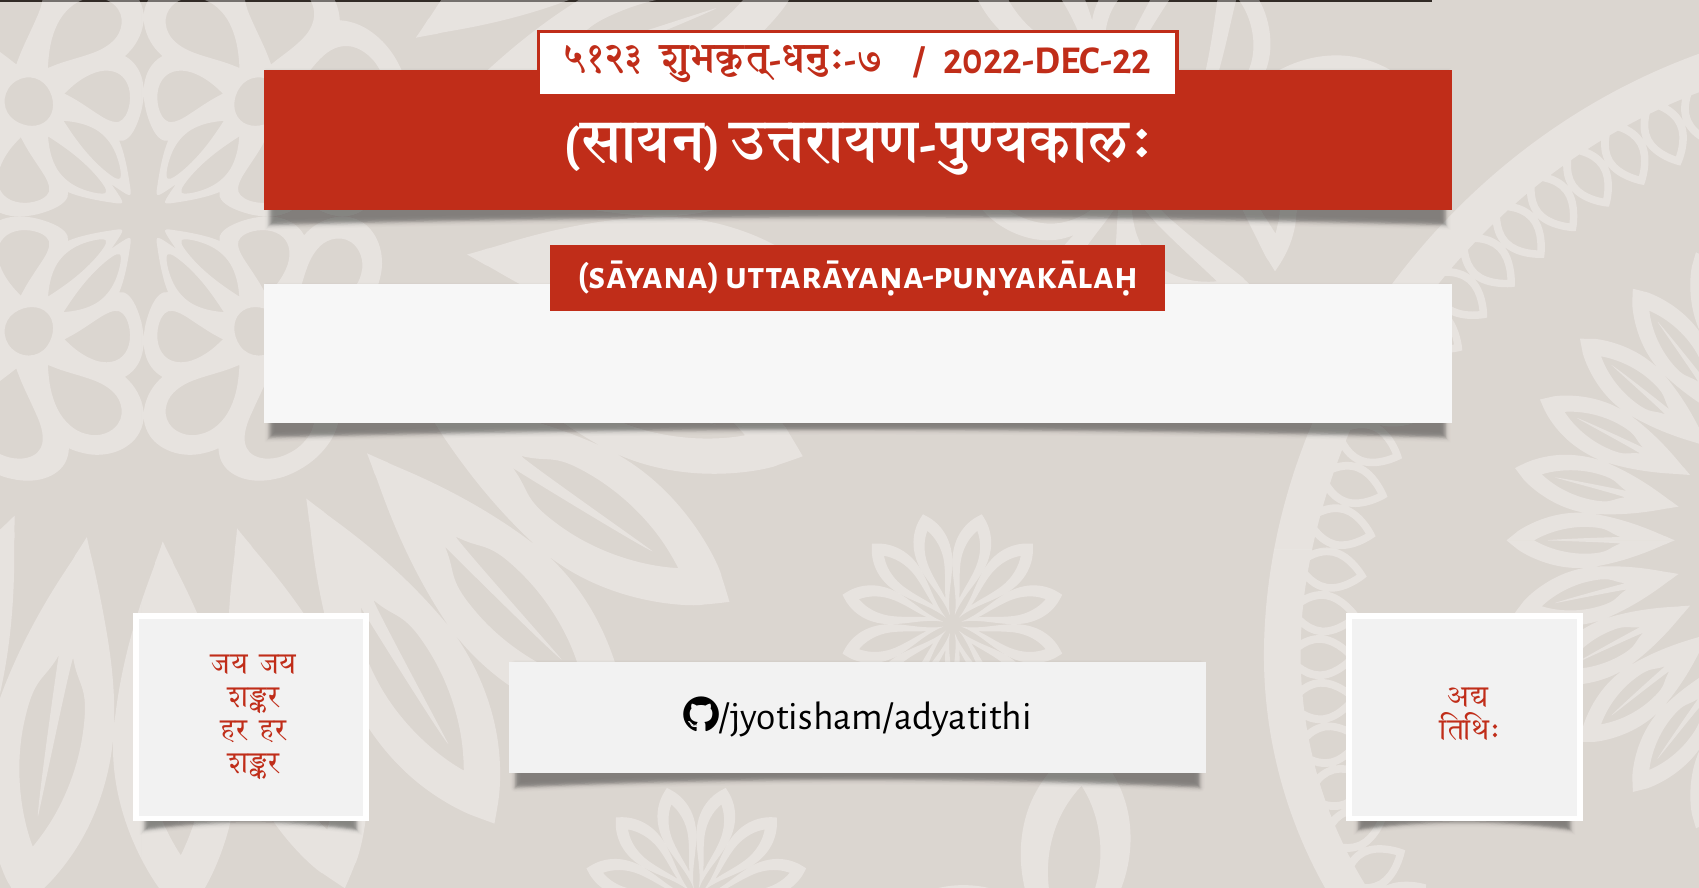 ५१२३ शुभकृत्-धनुः-७ / 2022-DEC-22
(सायन) उत्तरायण-पुण्यकालः
(SĀYANA) UTTARĀYAṆA-PUṆYAKĀLAḤ
जय जय
शङ्कर
हर हर
शङ्कर
/jyotisham/adyatithi
अद्य
तिथिः